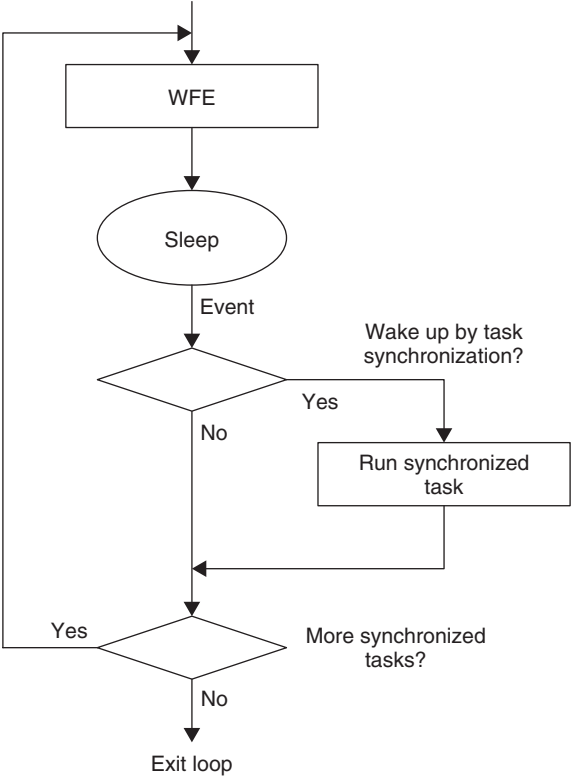 WFE
Sleep
Event
Wake up by task
synchronization?
Yes
No
Run synchronized
task
Yes
More synchronized
tasks?
No
Exit loop